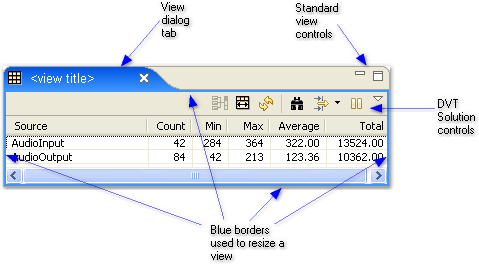 View
dialog
tab
Standard
view
controls
<view title>
DVT
Solution
controls
Source Count Min Max Average Total
AudioInput 42 284 364 322.00 13524.00
AudioOutput 84 42 213 123.36 10362.00
Blue borders
used to resize a
view